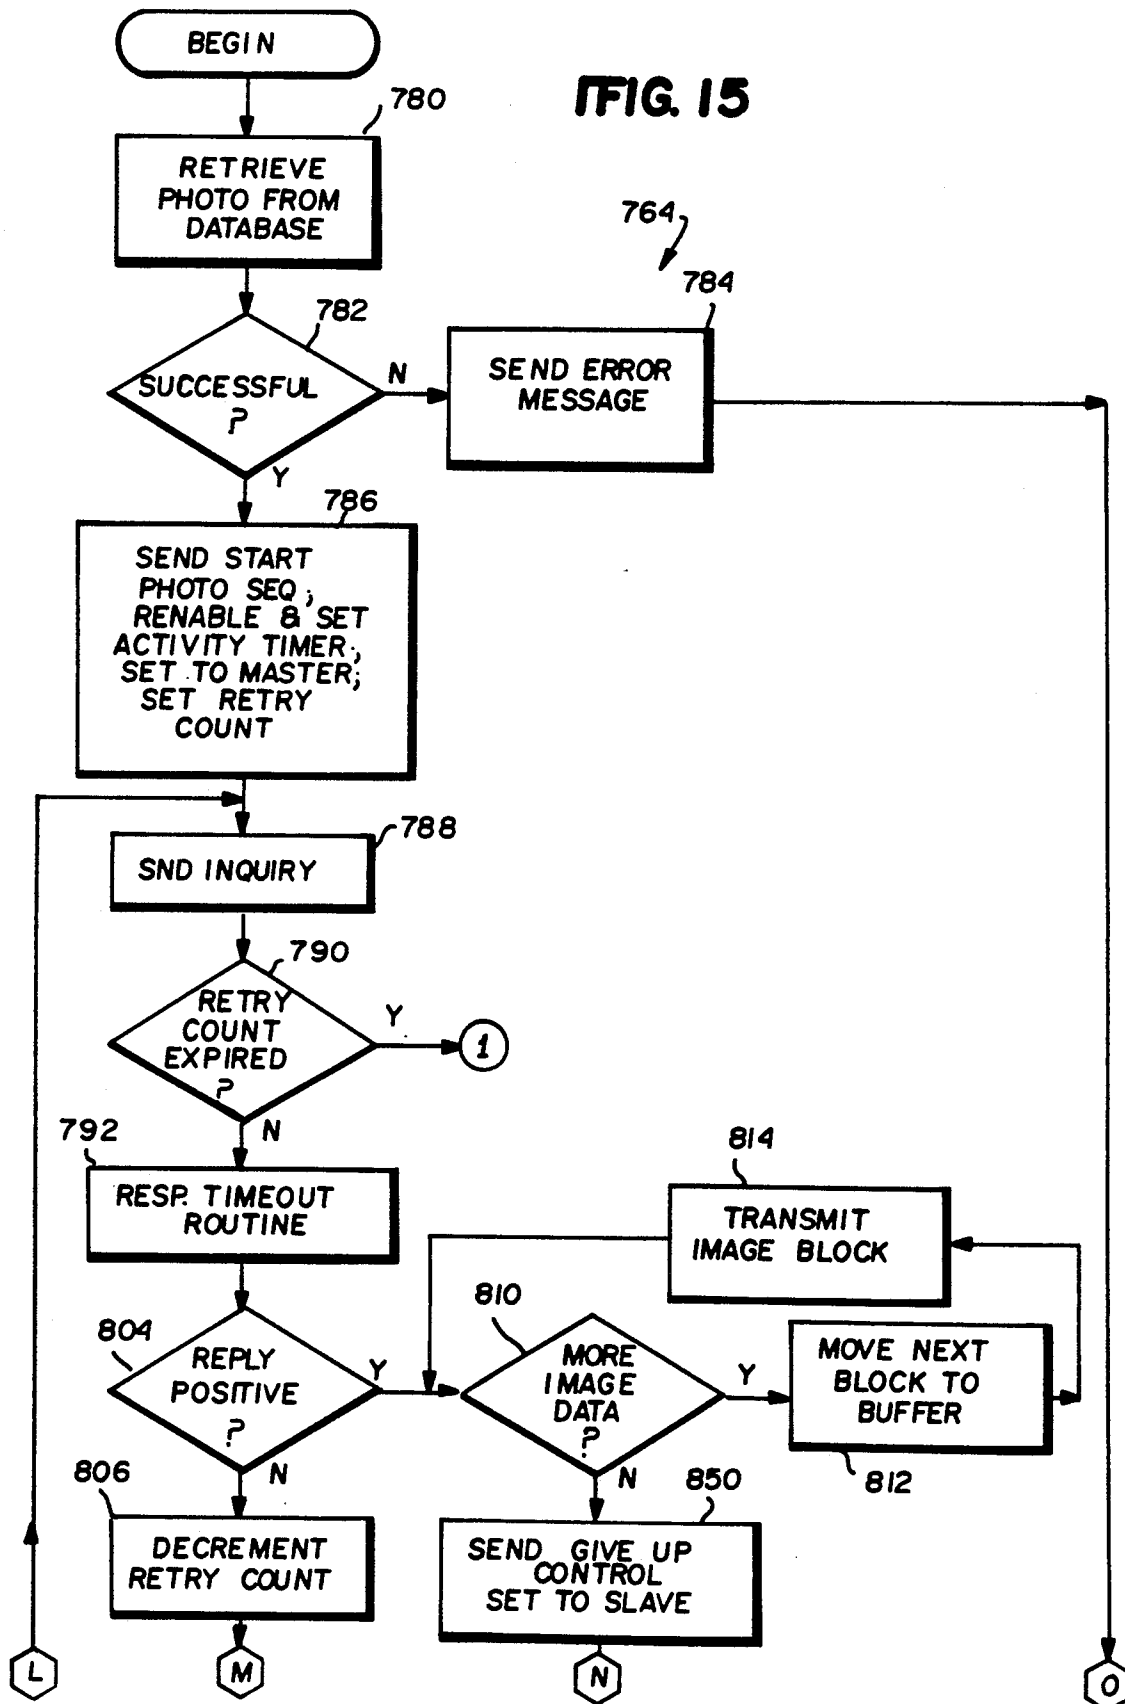 BEGIN
FIG. 15
780
RETRIEVE
PHOTO FROM
DATABASE
764
784
782
SUCCESSFUL
?
N
SEND ERROR
MESSAGE
Y
786
SEND START
PHOTO SEQ;
RENABLE & SET
ACTIVITY TIMER;
SET TO MASTER;
SET RETRY
COUNT
788
SND INQUIRY
790
RETRY
COUNT
EXPIRED
?
Y
1
N
792
RESP. TIMEOUT
ROUTINE
814
TRANSMIT
IMAGE BLOCK
804
REPLY
POSITIVE
?
Y
810
MORE
IMAGE
DATA
?
Y
MOVE NEXT
BLOCK TO
BUFFER
812
N
N
806
DECREMENT
RETRY COUNT
850
SEND GIVE UP
CONTROL
SET TO SLAVE
L
M
N
O